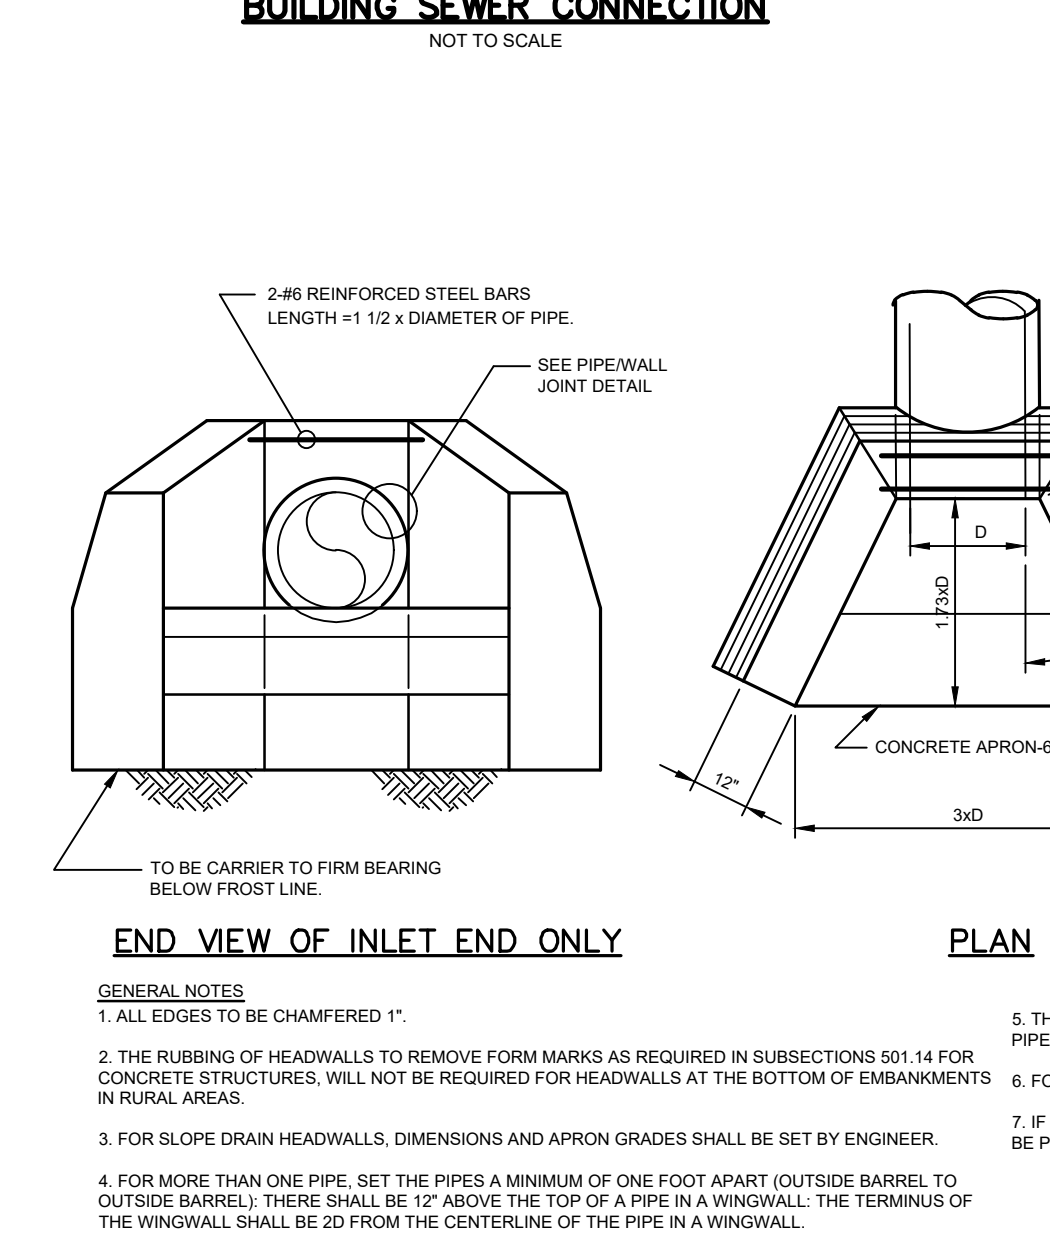 BUILDING SEWER CONNECTION
NOT TO SCALE
2-#6 REINFORCED STEEL BARS
LENGTH =1 1/2 x DIAMETER OF PIPE.
SEE PIPE/WALL
JOINT DETAIL
D
1.73xD
CONCRETE APRON-6
12"
3xD
TO BE CARRIER TO FIRM BEARING
BELOW FROST LINE.
END VIEW OF INLET END ONLY
PLAN
GENERAL NOTES
1. ALL EDGES TO BE CHAMFERED 1".
2. THE RUBBING OF HEADWALLS TO REMOVE FORM MARKS AS REQUIRED IN SUBSECTIONS 501.14 FOR
CONCRETE STRUCTURES, WILL NOT BE REQUIRED FOR HEADWALLS AT THE BOTTOM OF EMBANKMENTS
IN RURAL AREAS.
3. FOR SLOPE DRAIN HEADWALLS, DIMENSIONS AND APRON GRADES SHALL BE SET BY ENGINEER.
4. FOR MORE THAN ONE PIPE, SET THE PIPES A MINIMUM OF ONE FOOT APART (OUTSIDE BARREL TO
OUTSIDE BARREL): THERE SHALL BE 12" ABOVE THE TOP OF A PIPE IN A WINGWALL: THE TERMINUS OF
THE WINGWALL SHALL BE 2D FROM THE CENTERLINE OF THE PIPE IN A WINGWALL.
5. TH
PIPE
6. FO
7. IF
BE P